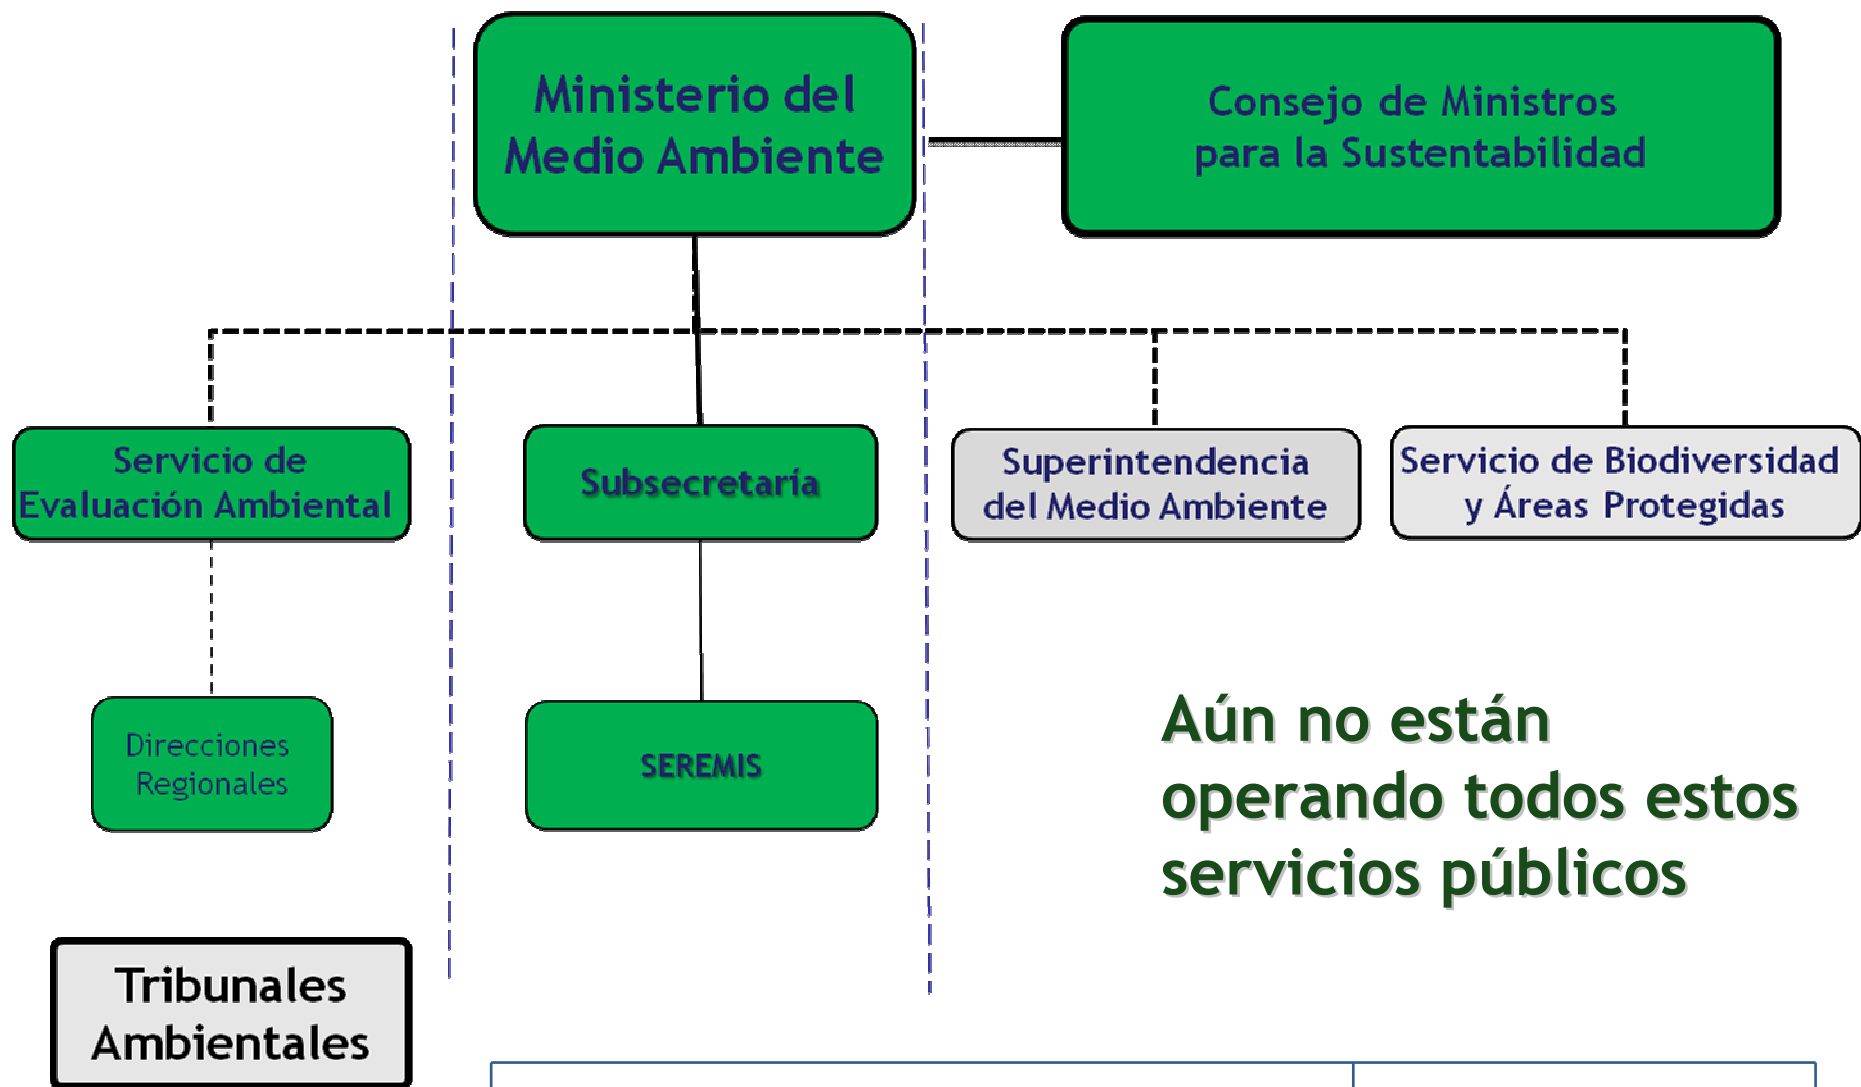 Ministerio del
Medio Ambiente
Consejo de Ministros
para la Sustentabilidad
Servicio de
Evaluación Ambiental
Subsecretaría
Superintendencia
del Medio Ambiente
Servicio de Biodiversidad
y Áreas Protegidas
Direcciones
Regionales
SEREMIS
Aún no están
operando todos estos
servicios públicos
Tribunales
Ambientales